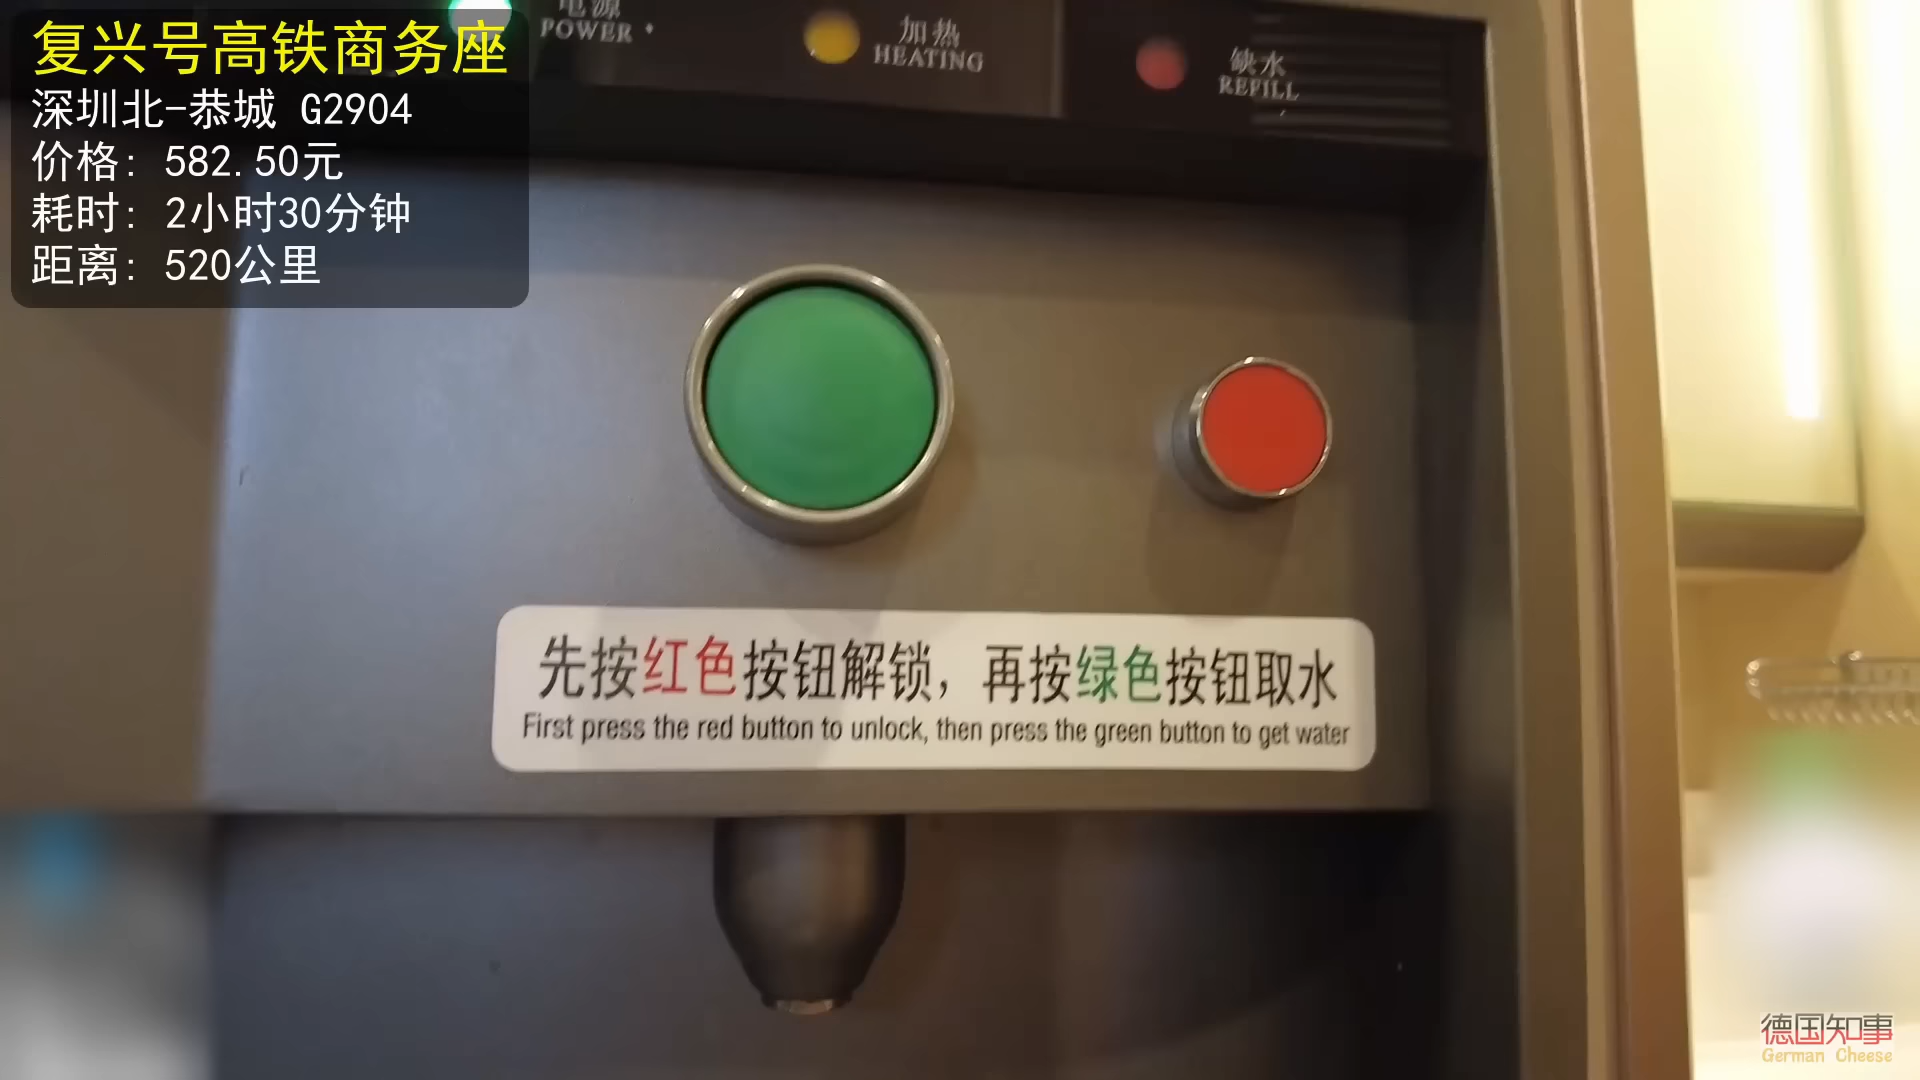 复兴号高铁商务座
深圳北-恭城 G2904
价格: 582.50元
耗时: 2小时30分钟
距离: 520公里
电源
POWER
加热
HEATING
缺水
REFILL
先按红色按钮解锁，再按绿色按钮取水
First press the red button to unlock, then press the green button to get water
德国知事
German Cheese